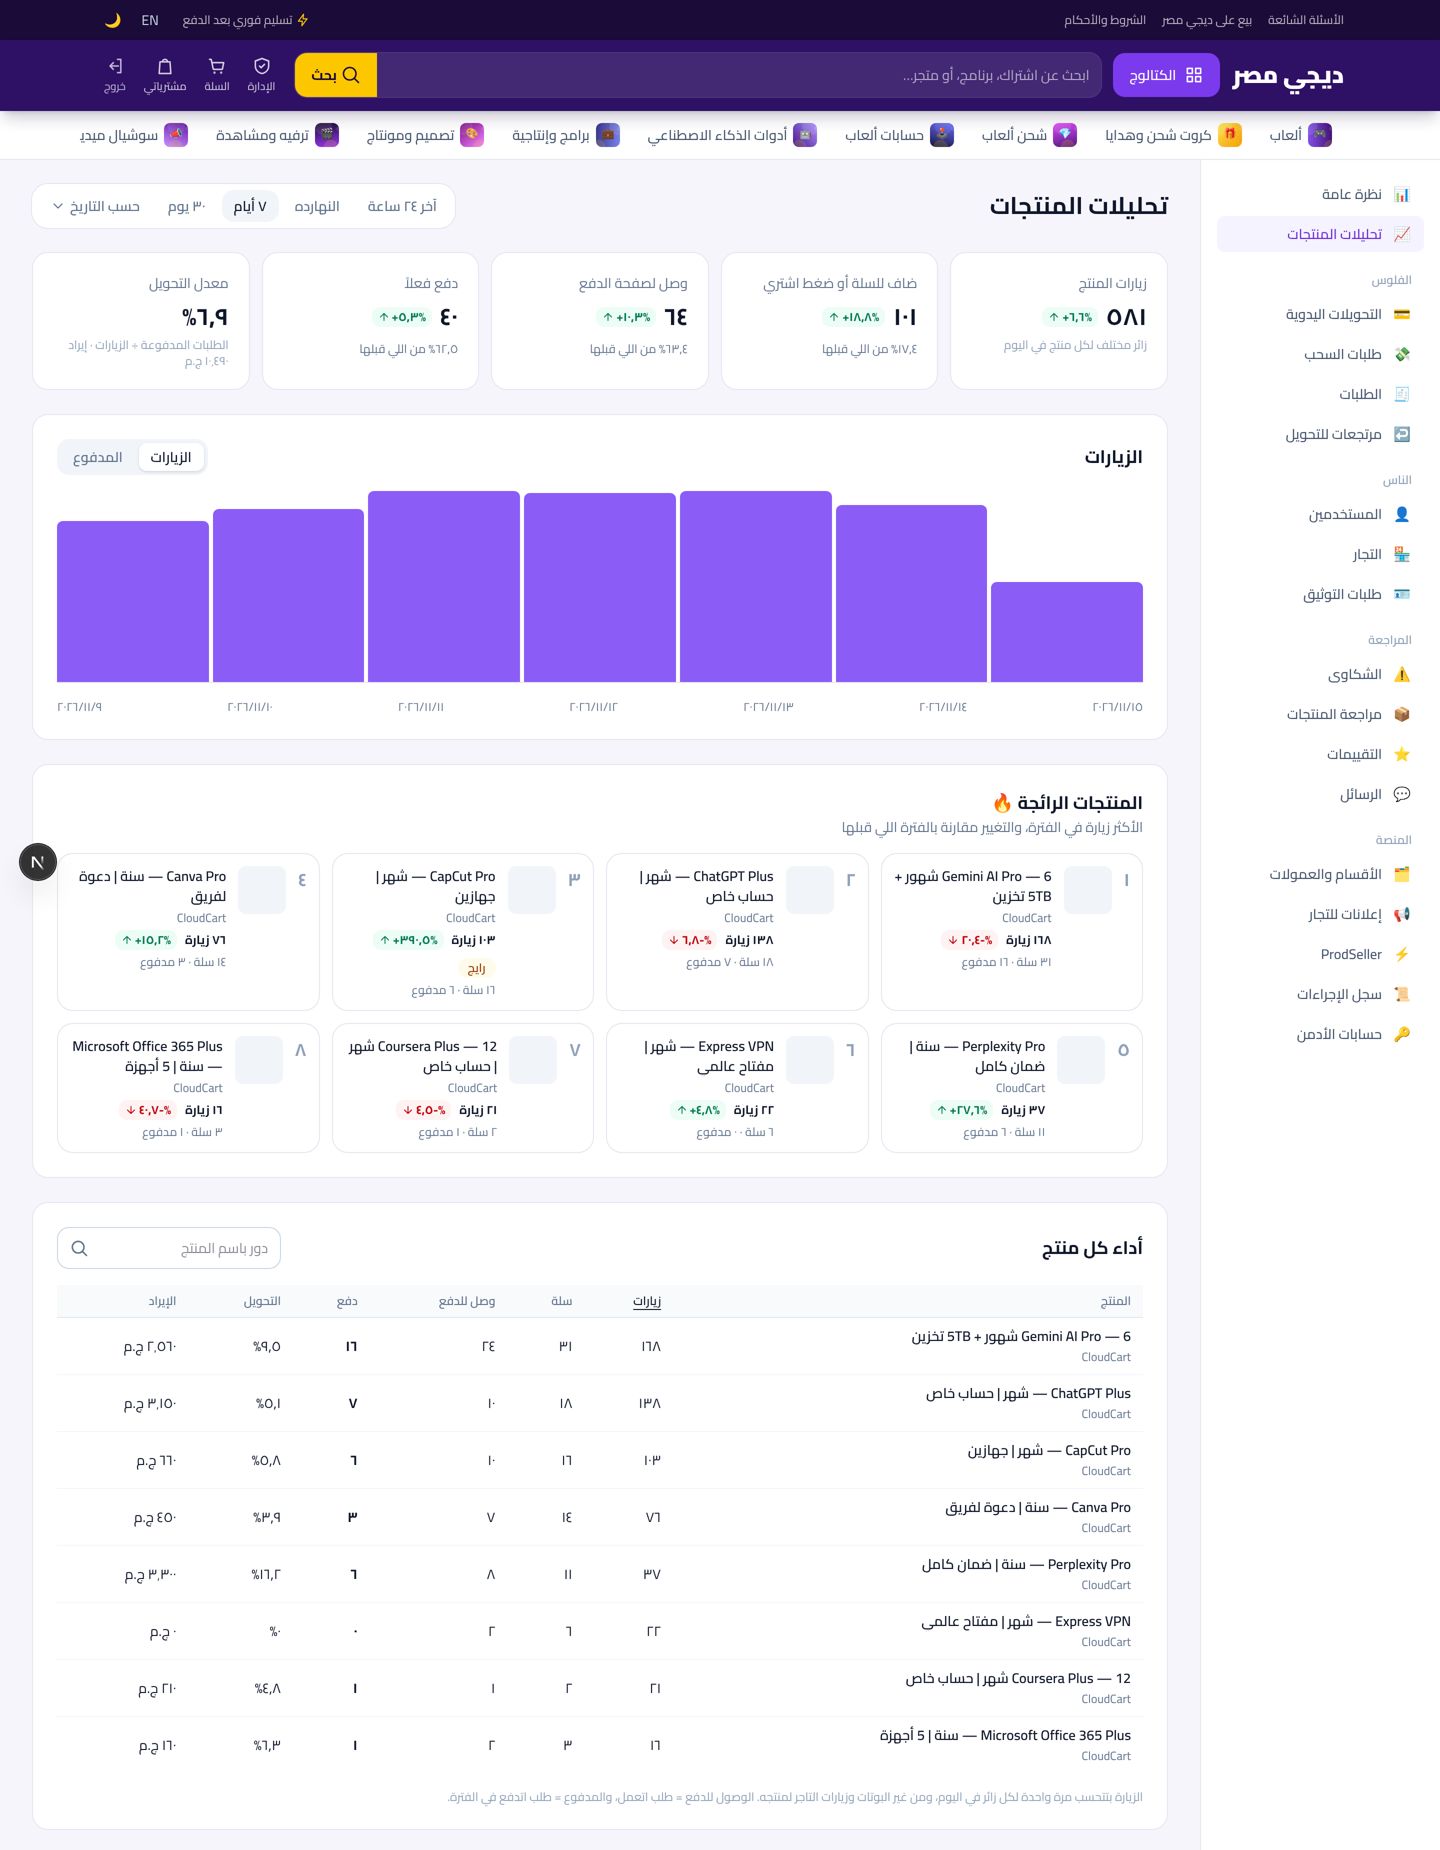 الأسئلة الشائعة
بيع على ديجي مصر
الشروط والأحكام
تسليم فوري بعد الدفع
EN
ديجي مصر
الكتالوج
ابحث عن اشتراك، برنامج، أو متجر...
بحث
الإدارة
السلة
مشترياتي
خروج
ألعاب
كروت شحن وهدايا
شحن ألعاب
حسابات ألعاب
أدوات الذكاء الاصطناعي
برامج وإنتاجية
تصميم ومونتاج
ترفيه ومشاهدة
سوشيال ميديا
نظرة عامة
تحليلات المنتجات
الفلوس
التحويلات اليدوية
طلبات السحب
الطلبات
مرتجعات للتحويل
الناس
المستخدمين
التجار
طلبات التوثيق
المراجعة
الشكاوى
مراجعة المنتجات
التقييمات
الرسائل
المنصة
الأقسام والعمولات
إعلانات للتجار
ProdSeller
سجل الإجراءات
حسابات الأدمن
تحليلات المنتجات
آخر ٢٤ ساعة
النهارده
٧ أيام
٣٠ يوم
حسب التاريخ
زيارات المنتج
٥٨١ +٦,٦% ↑
زائر مختلف لكل منتج في اليوم
ضاف للسلة أو ضغط اشتري
١٠١ +١٨,٨% ↑
١٧,٤% من اللي قبلها
وصل لصفحة الدفع
٦٤ +١٠,٣% ↑
٦٣,٤% من اللي قبلها
دفع فعلاً
٤٠ +٥,٣% ↑
٦٢,٥% من اللي قبلها
معدل التحويل
٦,٩%
الطلبات المدفوعة ÷ الزيارات · إيراد
١٠,٤٩٠ ج.م
الزيارات
الزيارات
المدفوع
٢٠٢٦/١١/١٥
٢٠٢٦/١١/١٤
٢٠٢٦/١١/١٣
٢٠٢٦/١١/١٢
٢٠٢٦/١١/١١
٢٠٢٦/١١/١٠
٢٠٢٦/١١/٩
المنتجات الرائجة 🔥
الأكثر زيارة في الفترة، والتغيير مقارنة بالفترة اللي قبلها
١
Gemini AI Pro — 6 شهور +
5TB تخزين
CloudCart
١٦٨ زيارة -٢٠,٤% ↓
٣١ سلة · ١٦ مدفوع
٢
ChatGPT Plus — شهر |
حساب خاص
CloudCart
١٣٨ زيارة -٦,٨% ↓
١٨ سلة · ٧ مدفوع
٣
CapCut Pro — شهر |
جهازين
CloudCart
١٠٣ زيارة +٣٩٠,٥% ↑
رايج
١٦ سلة · ٦ مدفوع
٤
Canva Pro — سنة | دعوة
لفريق
CloudCart
٧٦ زيارة +١٥,٢% ↑
١٤ سلة · ٣ مدفوع
٥
Perplexity Pro — سنة |
ضمان كامل
CloudCart
٣٧ زيارة +٢٧,٦% ↑
١١ سلة · ٦ مدفوع
٦
Express VPN — شهر |
مفتاح عالمى
CloudCart
٢٢ زيارة +٤,٨% ↑
٦ سلة · ٠ مدفوع
٧
Coursera Plus — 12 شهر
| حساب خاص
CloudCart
٢١ زيارة -٤,٥% ↓
٢ سلة · ١ مدفوع
٨
Microsoft Office 365 Plus
— سنة | 5 أجهزة
CloudCart
١٦ زيارة -٤٠,٧% ↓
٣ سلة · ١ مدفوع
أداء كل منتج
دور باسم المنتج
المنتج زيارات سلة وصل للدفع دفع التحويل الإيراد
Gemini AI Pro — 6 شهور + 5TB تخزين
CloudCart
١٦٨ ٣١ ٢٤ ١٦ ٩,٥% ٢,٥٦٠ ج.م
ChatGPT Plus — شهر | حساب خاص
CloudCart
١٣٨ ١٨ ١٠ ٧ ٥,١% ٣,١٥٠ ج.م
CapCut Pro — شهر | جهازين
CloudCart
١٠٣ ١٦ ١٠ ٦ ٥,٨% ٦٦٠ ج.م
Canva Pro — سنة | دعوة لفريق
CloudCart
٧٦ ١٤ ٧ ٣ ٣,٩% ٤٥٠ ج.م
Perplexity Pro — سنة | ضمان كامل
CloudCart
٣٧ ١١ ٨ ٦ ١٦,٢% ٣,٣٠٠ ج.م
Express VPN — شهر | مفتاح عالمى
CloudCart
٢٢ ٦ ٢ ٠ ٠% ٠ ج.م
Coursera Plus — 12 شهر | حساب خاص
CloudCart
٢١ ٢ ١ ١ ٤,٨% ٢١٠ ج.م
Microsoft Office 365 Plus — سنة | 5 أجهزة
CloudCart
١٦ ٣ ٢ ١ ٦,٣% ١٦٠ ج.م
الزيارة بتتحسب مرة واحدة لكل زائر في اليوم، ومن غير البوتات وزيارات التاجر لمنتجه. الوصول للدفع = طلب اتعمل، والمدفوع = طلب اتدفع في الفترة.